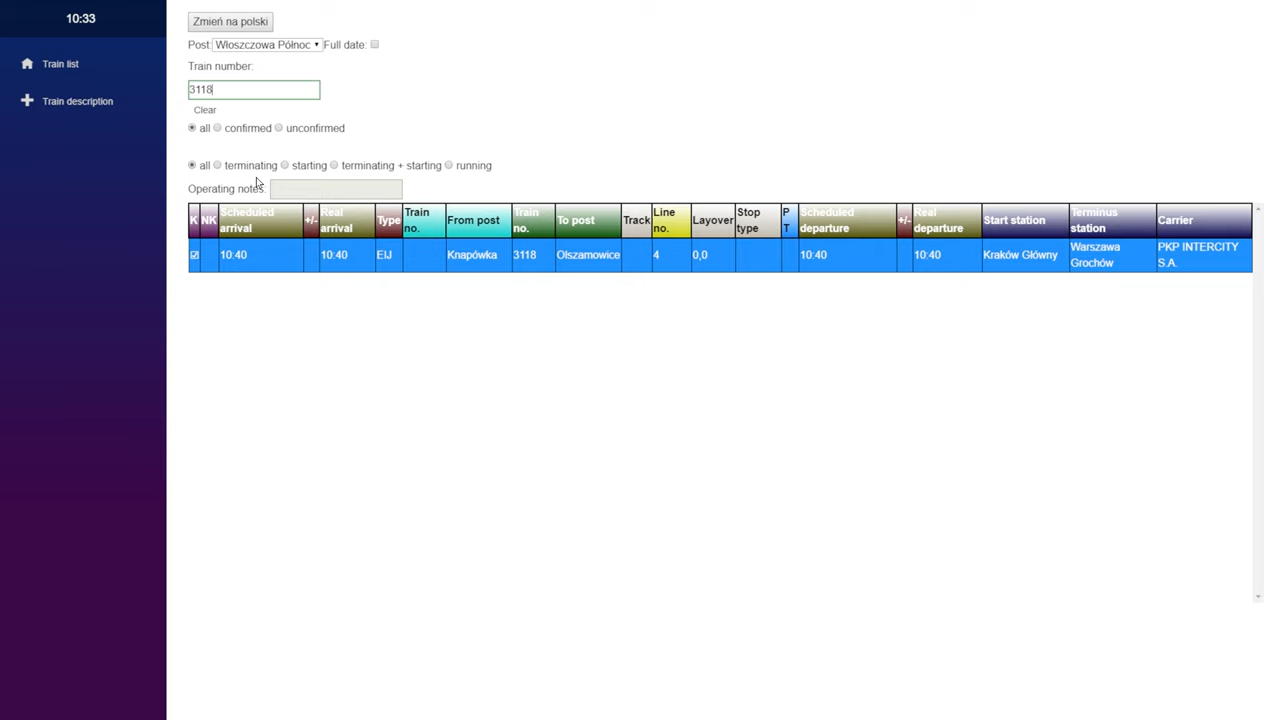 10:33
Train list
Train description
Zmień na polski
Post: Włoszczowa Północ Full date:
Train number:
3118
Clear
all confirmed unconfirmed
all terminating starting terminating + starting running
Operating notes:
K NK Scheduled arrival +/- Real arrival Type Train no. From post Train no. To post Track Line no. Layover Stop type P T Scheduled departure +/- Real departure Start station Terminus station Carrier
10:40 10:40 EIJ Knapówka 3118 Olszamowice 4 0,0 10:40 10:40 Kraków Główny Warszawa Grochów PKP INTERCITY S.A.